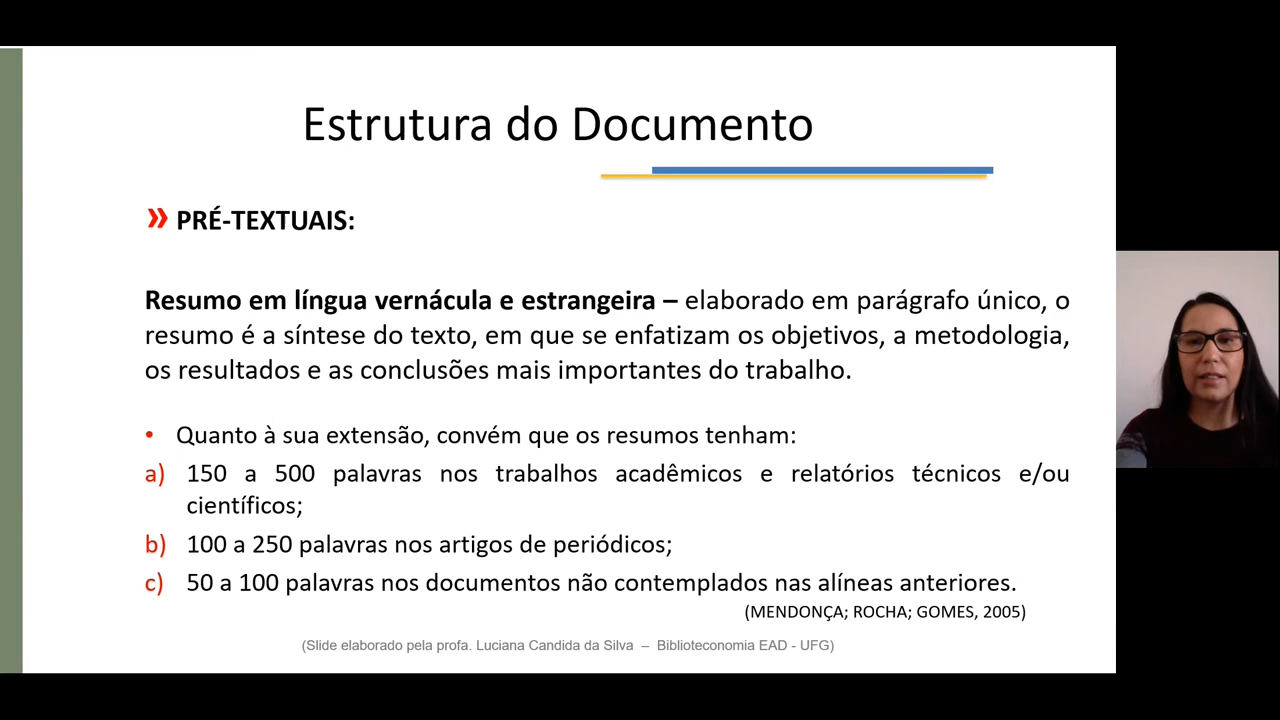 Estrutura do Documento
» PRÉ-TEXTUAIS:
Resumo em língua vernácula e estrangeira – elaborado em parágrafo único, o
resumo é a síntese do texto, em que se enfatizam os objetivos, a metodologia,
os resultados e as conclusões mais importantes do trabalho.
• Quanto à sua extensão, convém que os resumos tenham:
a) 150 a 500 palavras nos trabalhos acadêmicos e relatórios técnicos e/ou
científicos;
b) 100 a 250 palavras nos artigos de periódicos;
c) 50 a 100 palavras nos documentos não contemplados nas alíneas anteriores.
(MENDONÇA; ROCHA; GOMES, 2005)
(Slide elaborado pela profa. Luciana Candida da Silva – Biblioteconomia EAD - UFG)